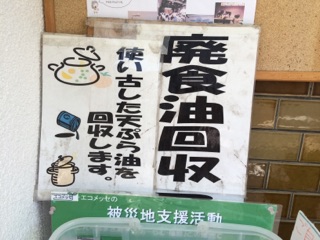 廃食油回収
使い古した天ぷら油を
回収します。
エコメッセの
被災地支援活動